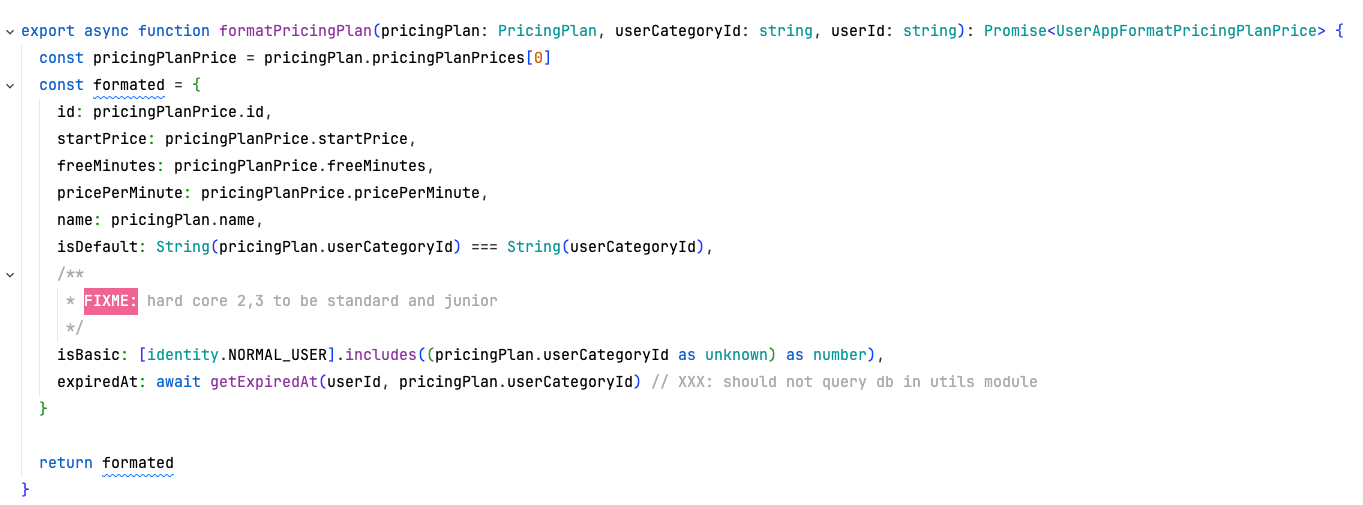 export async function formatPricingPlan(pricingPlan: PricingPlan, userCategoryId: string, userId: string): Promise<UserAppFormatPricingPlanPrice> {
  const pricingPlanPrice = pricingPlan.pricingPlanPrices[0]
  const formated = {
    id: pricingPlanPrice.id,
    startPrice: pricingPlanPrice.startPrice,
    freeMinutes: pricingPlanPrice.freeMinutes,
    pricePerMinute: pricingPlanPrice.pricePerMinute,
    name: pricingPlan.name,
    isDefault: String(pricingPlan.userCategoryId) === String(userCategoryId),
    /**
     * FIXME: hard core 2,3 to be standard and junior
     */
    isBasic: [identity.NORMAL_USER].includes((pricingPlan.userCategoryId as unknown) as number),
    expiredAt: await getExpiredAt(userId, pricingPlan.userCategoryId) // XXX: should not query db in utils module
  }

  return formated
}